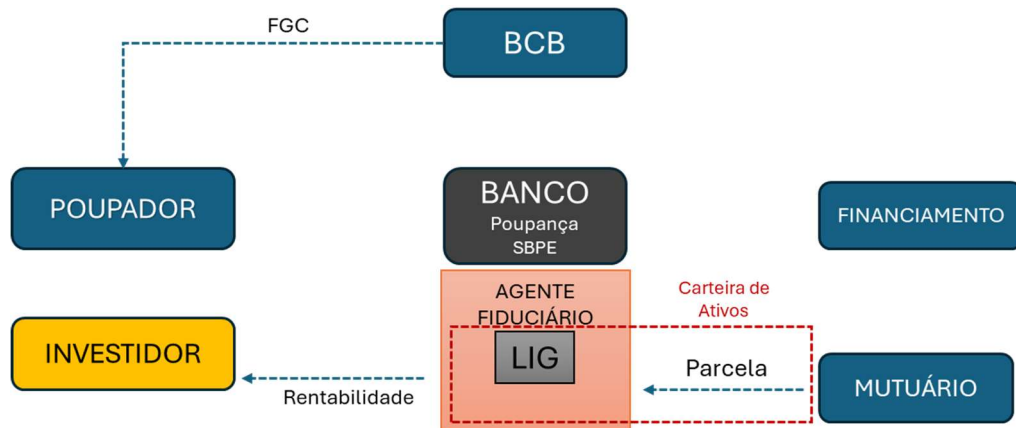 FGC
BCB
POUPADOR
BANCO
Poupança
SBPE
FINANCIAMENTO
AGENTE
FIDUCIÁRIO
Carteira de
Ativos
INVESTIDOR
LIG
Rentabilidade
Parcela
MUTUÁRIO